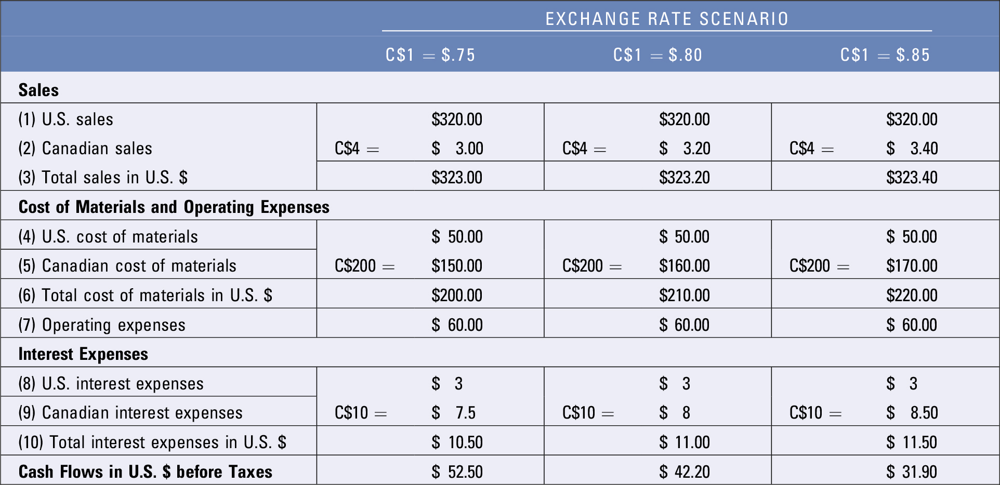 EXCHANGE RATE SCENARIO
C$1 = $.75 C$1 = $.80 C$1 = $.85
Sales
(1) U.S. sales $320.00 $320.00 $320.00
(2) Canadian sales C$4 = $ 3.00 C$4 = $ 3.20 C$4 = $ 3.40
(3) Total sales in U.S. $ $323.00 $323.20 $323.40
Cost of Materials and Operating Expenses
(4) U.S. cost of materials $ 50.00 $ 50.00 $ 50.00
(5) Canadian cost of materials C$200 = $150.00 C$200 = $160.00 C$200 = $170.00
(6) Total cost of materials in U.S. $ $200.00 $210.00 $220.00
(7) Operating expenses $ 60.00 $ 60.00 $ 60.00
Interest Expenses
(8) U.S. interest expenses $ 3 $ 3 $ 3
(9) Canadian interest expenses C$10 = $ 7.5 C$10 = $ 8 C$10 = $ 8.50
(10) Total interest expenses in U.S. $ $ 10.50 $ 11.00 $ 11.50
Cash Flows in U.S. $ before Taxes $ 52.50 $ 42.20 $ 31.90